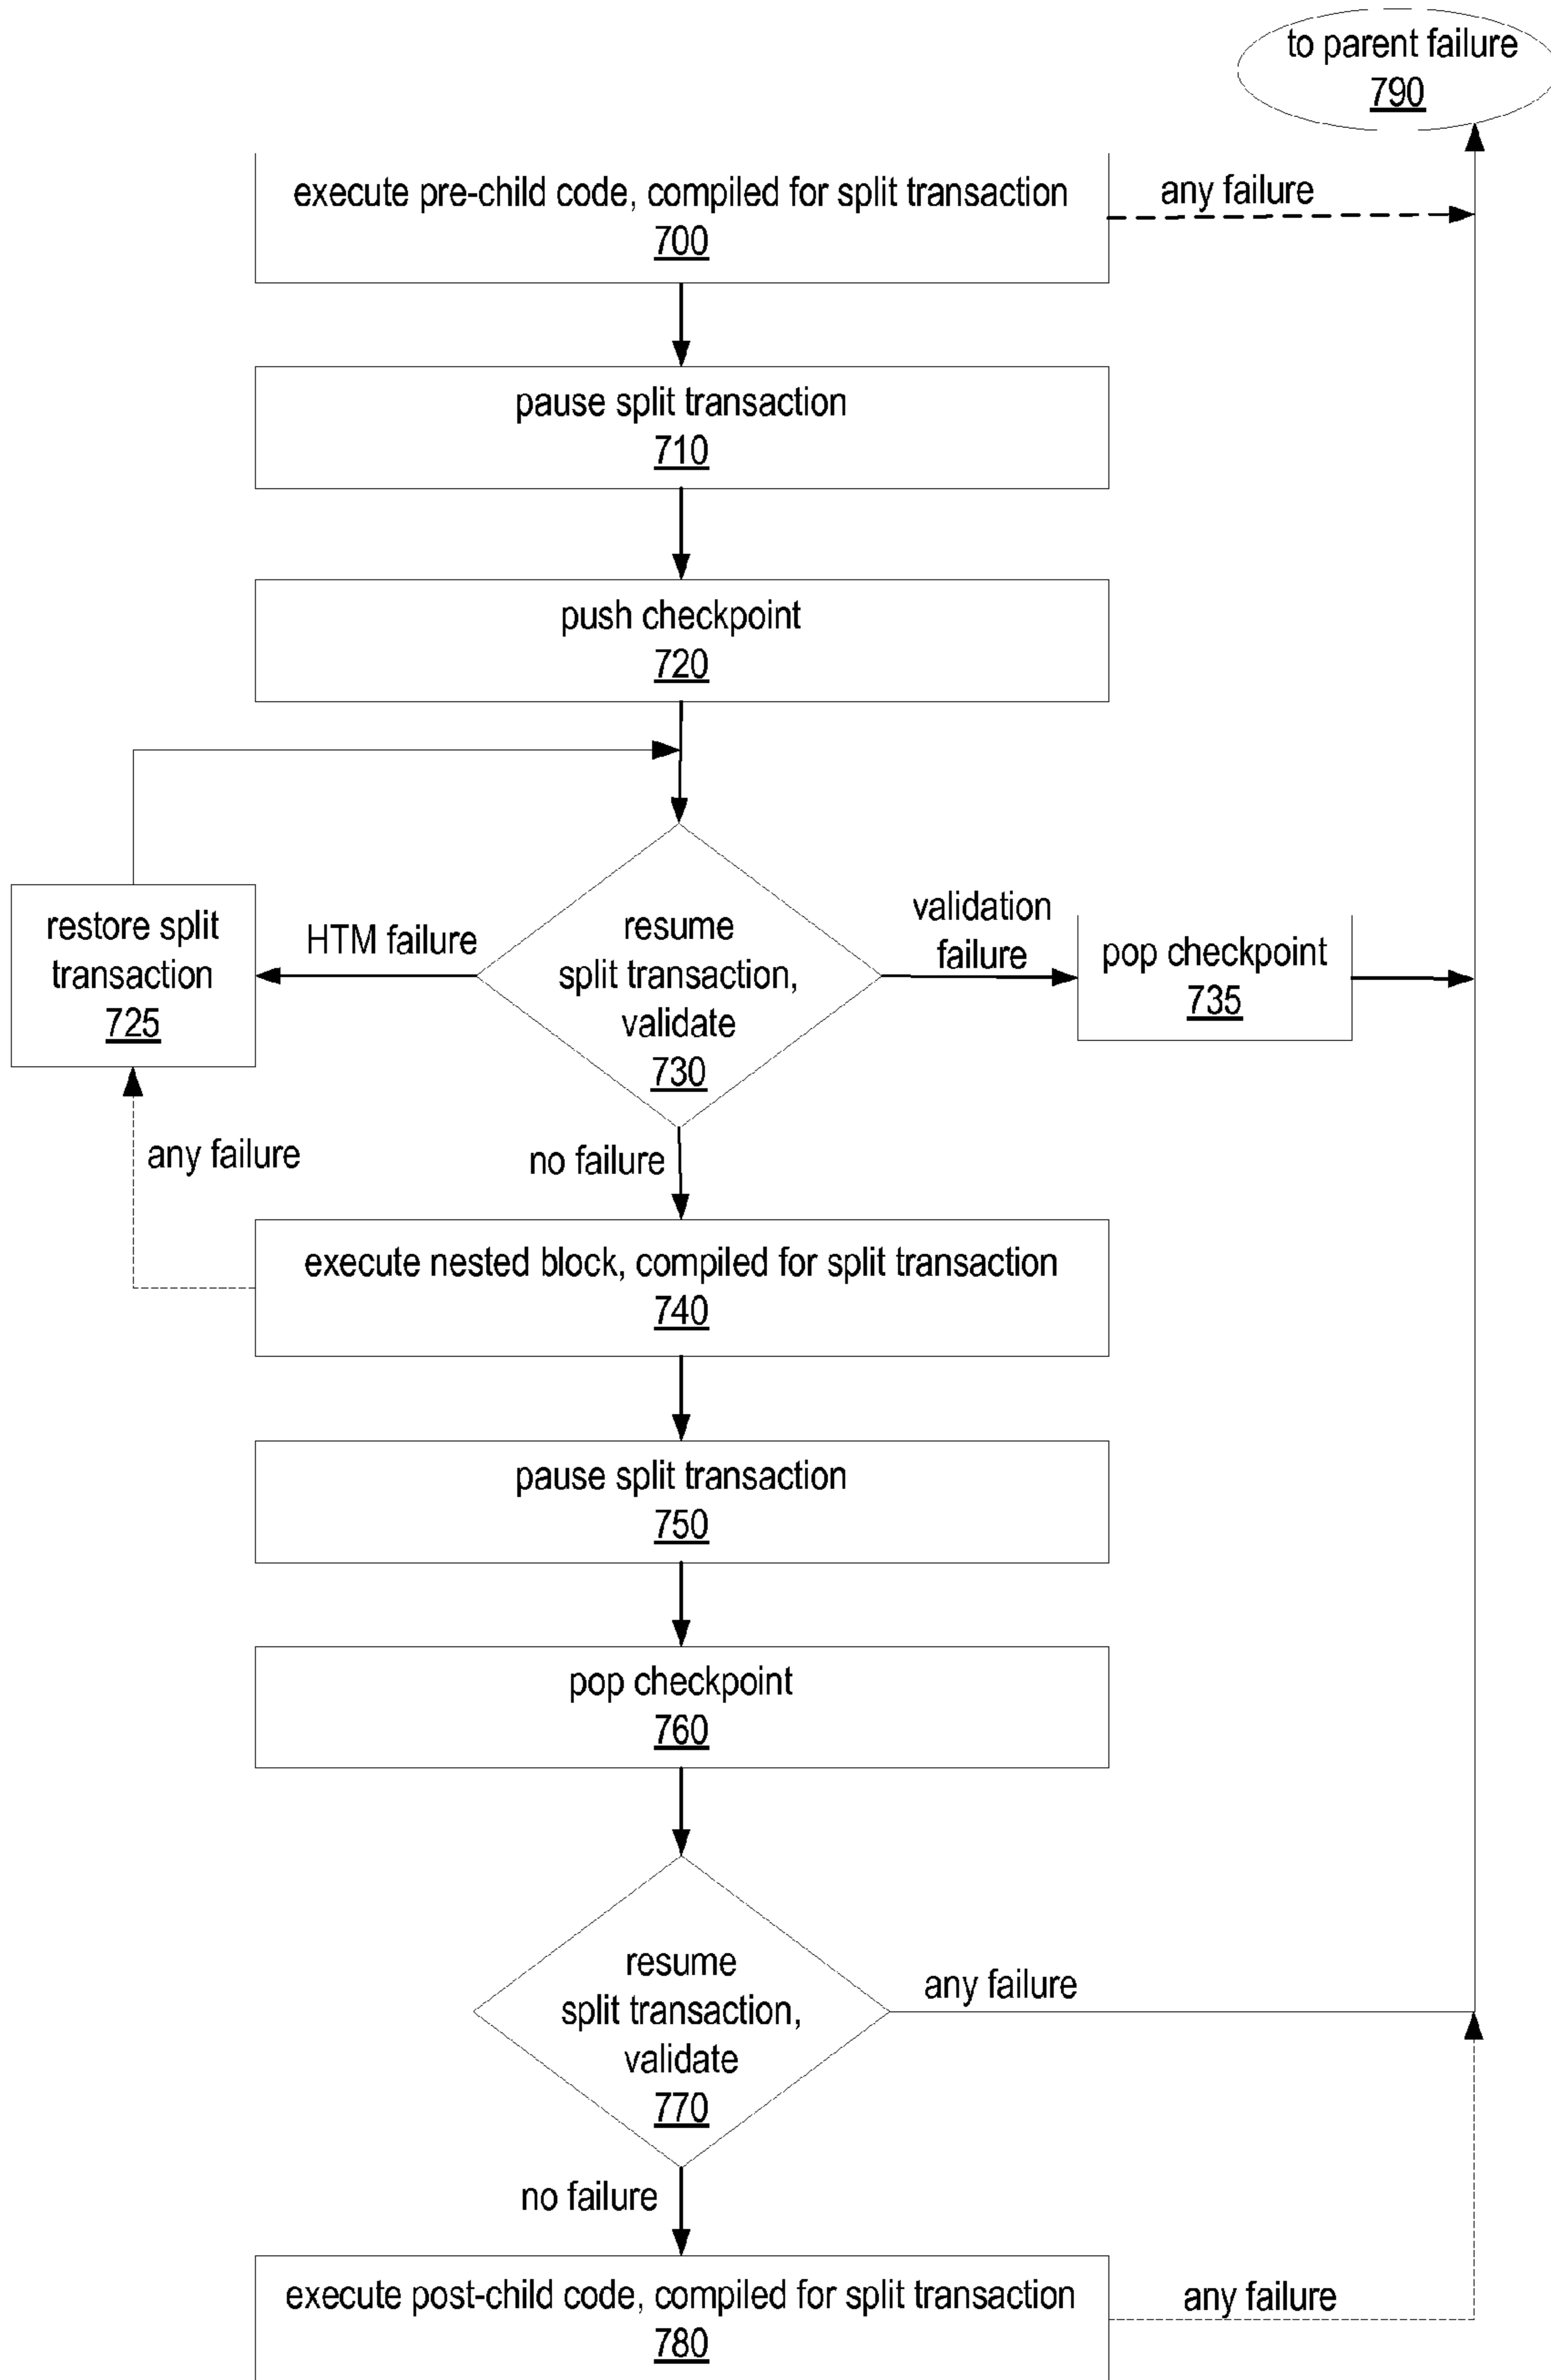 to parent failure
790
execute pre-child code, compiled for split transaction
700
any failure
pause split transaction
710
push checkpoint
720
restore split
transaction
725
HTM failure
resume
split transaction,
validate
730
validation
failure
pop checkpoint
735
any failure
no failure
execute nested block, compiled for split transaction
740
pause split transaction
750
pop checkpoint
760
resume
split transaction,
validate
770
any failure
no failure
execute post-child code, compiled for split transaction
780
any failure